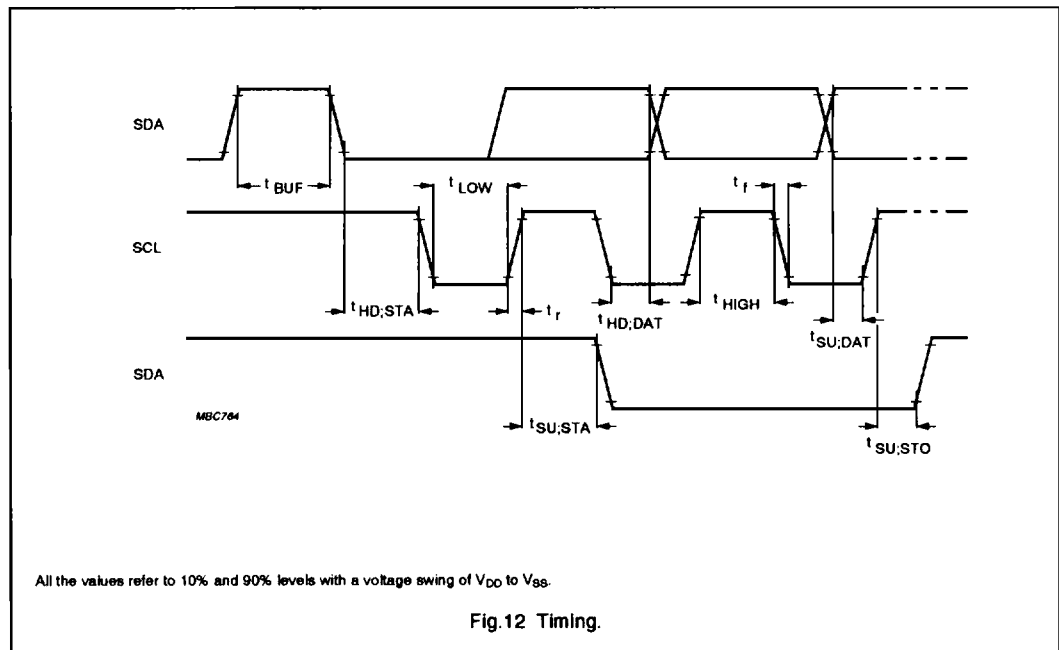 SDA
t BUF
t LOW
t f
SCL
t HD;STA
t r
t HD;DAT
t HIGH
t SU;DAT
SDA
MBC764
t SU;STA
t SU;STO
All the values refer to 10% and 90% levels with a voltage swing of VDD to VSS.
Fig.12 Timing.